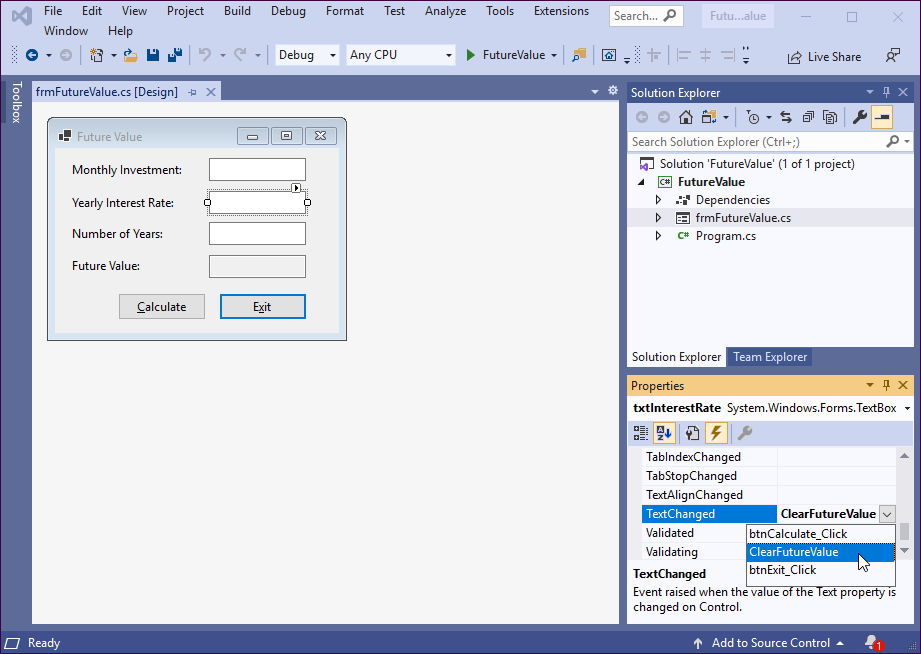 File Edit View Project Build Debug Format Test Analyze Tools Extensions Search... Futu...alue
Window Help
Debug Any CPU FutureValue Live Share
Toolbox
frmFutureValue.cs [Design]
Future Value
Monthly Investment:
Yearly Interest Rate:
Number of Years:
Future Value:
Calculate Exit
Solution Explorer
Search Solution Explorer (Ctrl+;)
Solution 'FutureValue' (1 of 1 project)
C# FutureValue
Dependencies
frmFutureValue.cs
C# Program.cs
Solution Explorer Team Explorer
Properties
txtInterestRate System.Windows.Forms.TextBox
TabIndexChanged
TabStopChanged
TextAlignChanged
TextChanged ClearFutureValue
Validated btnCalculate_Click
Validating ClearFutureValue
btnExit_Click
TextChanged
Event raised when the value of the Text property is
changed on Control.
Ready Add to Source Control 1